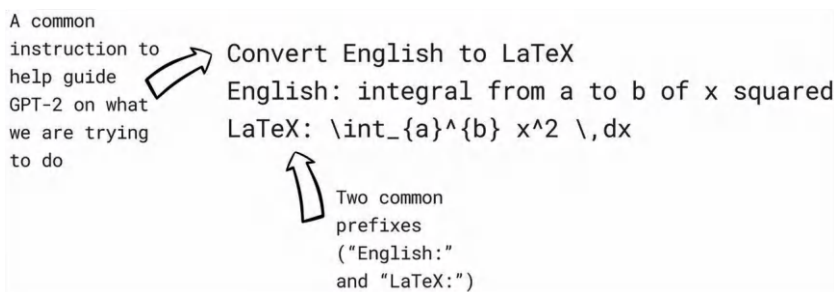 A common
instruction to
help guide
GPT-2 on what
we are trying
to do
Convert English to LaTeX
English: integral from a to b of x squared
LaTeX: \int_{a}^{b} x^2 \,dx
Two common
prefixes
("English:"
and “LaTeX:”)